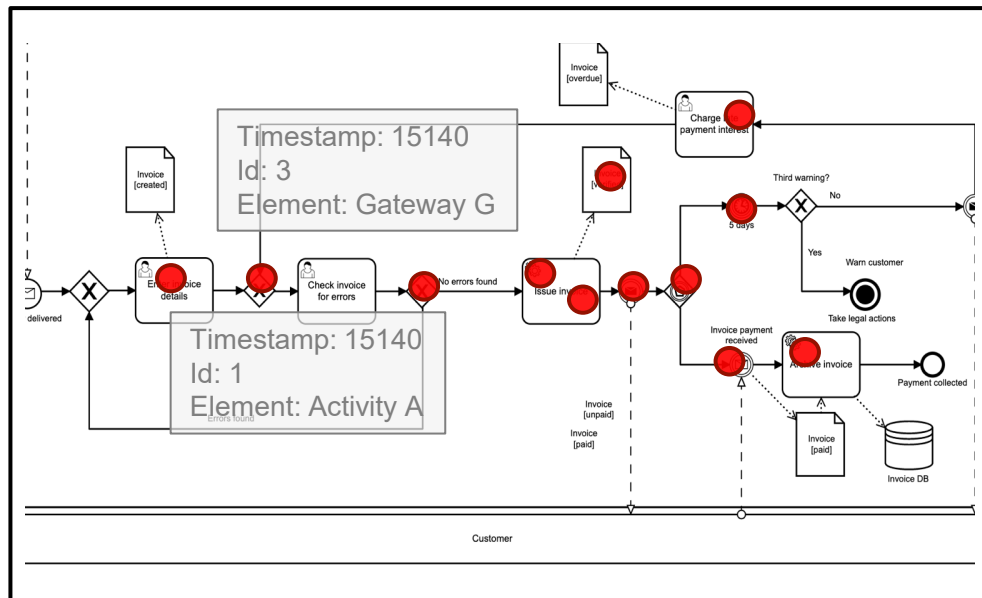 Invoice
[overdue]
Charge
payment interest
Timestamp: 15140
Id: 3
Element: Gateway G
Invoice
[created]
Third warning?
No
5 days
Yes
details
Check invoice
for errors
No errors found
Warn customer
Take legal actions
delivered
Timestamp: 15140
Id: 1
Element: Activity A
Errors found
Invoice payment
received
invoice
Payment collected
Invoice
[unpaid]
Invoice
[paid]
Invoice
[paid]
Invoice DB
Customer